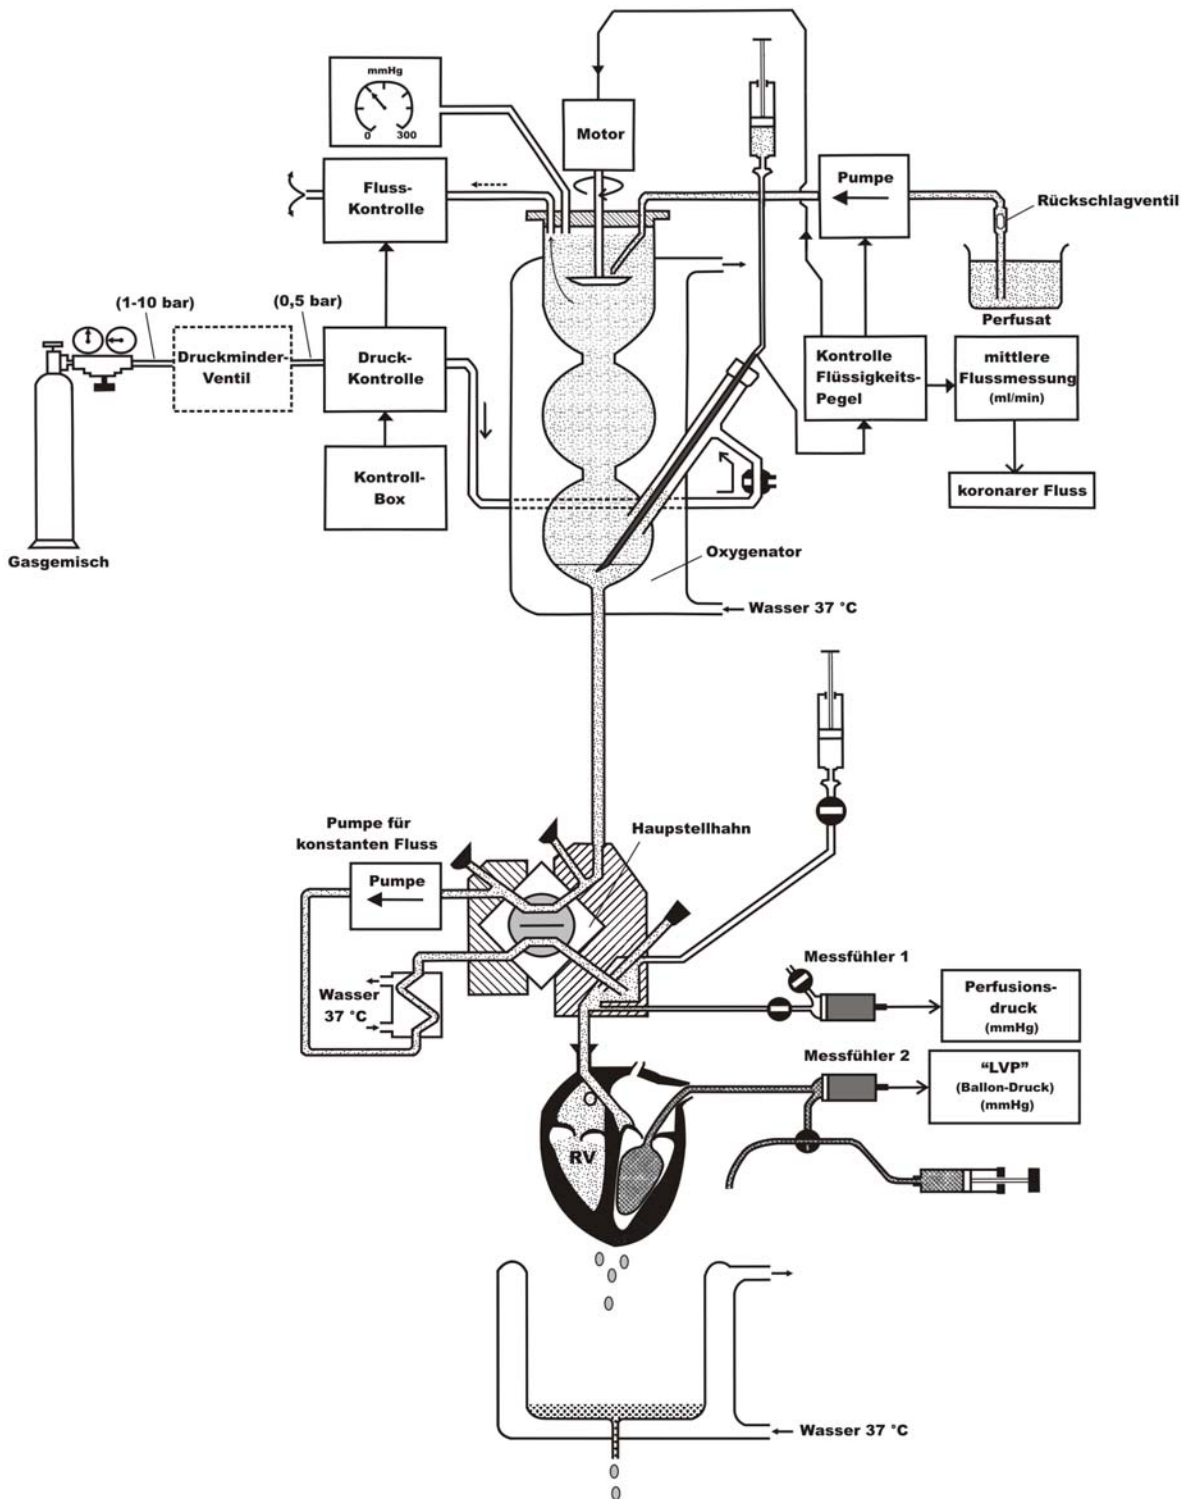 mmHg
0 300
Motor
Fluss-
Kontrolle
Pumpe
Rückschlagventil
Perfusat
(1-10 bar)
(0,5 bar)
Druckminder-
Ventil
Druck-
Kontrolle
Kontroll-
Box
Gasgemisch
Kontrolle
Flüssigkeits-
Pegel
mittlere
Flussmessung
(ml/min)
koronarer Fluss
Oxygenator
Wasser 37 °C
Pumpe für
konstanten Fluss
Pumpe
Haupstellhahn
Wasser
37 °C
Messfühler 1
Perfusions-
druck
(mmHg)
Messfühler 2
“LVP”
(Ballon-Druck)
(mmHg)
RV
Wasser 37 °C